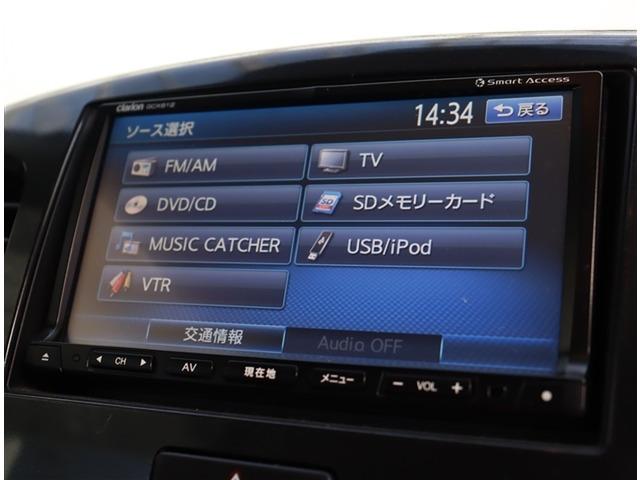 Smart Access
Clarion
14:34
戻る
ソース選択
FM/AM
TV
DVD/CD
SDメモリーカード
MUSIC CATCHER
USB/iPod
VTR
交通情報
Audio OFF
CH
AV
現在地
メニュー
− VOL +